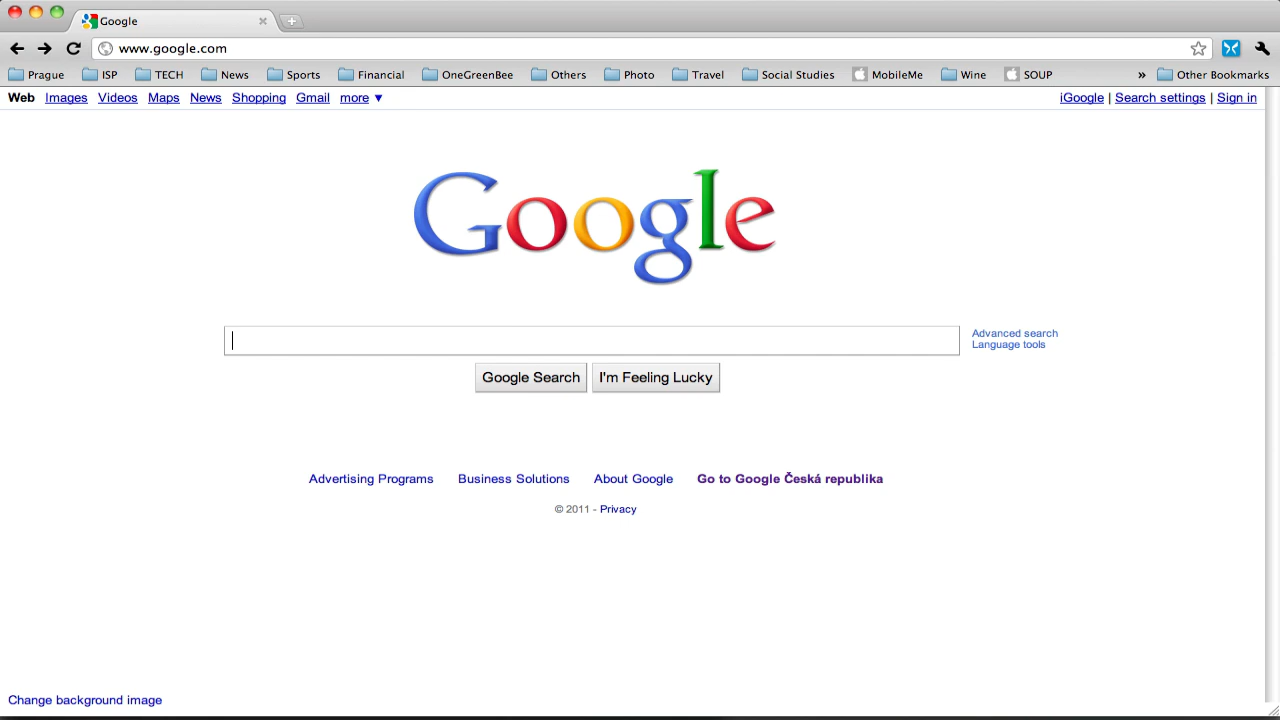 Google
www.google.com
Prague ISP TECH News Sports Financial OneGreenBee Others Photo Travel Social Studies MobileMe Wine SOUP » Other Bookmarks
Web Images Videos Maps News Shopping Gmail more ▼ iGoogle | Search settings | Sign in
Google
Advanced search
Language tools
Google Search I'm Feeling Lucky
Advertising Programs Business Solutions About Google Go to Google Česká republika
© 2011 - Privacy
Change background image